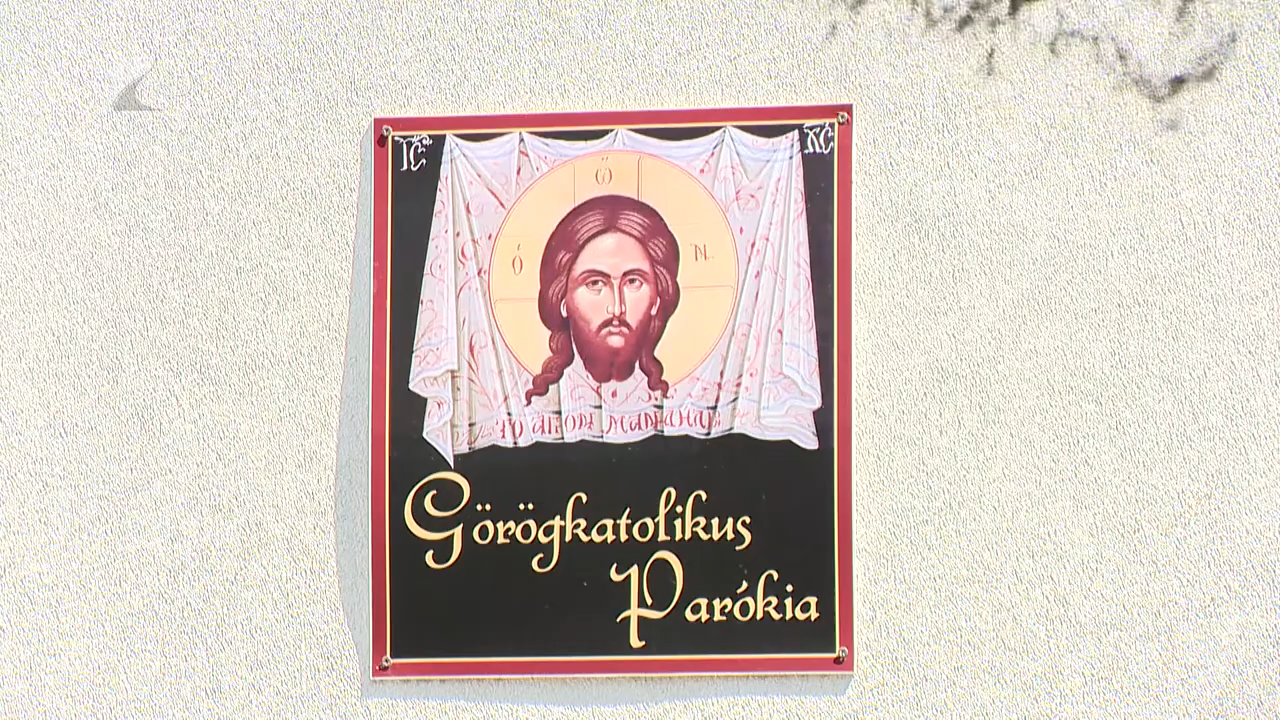 IC XC
ὤ
ὁ Ν
Görögkatolikus
Parókia